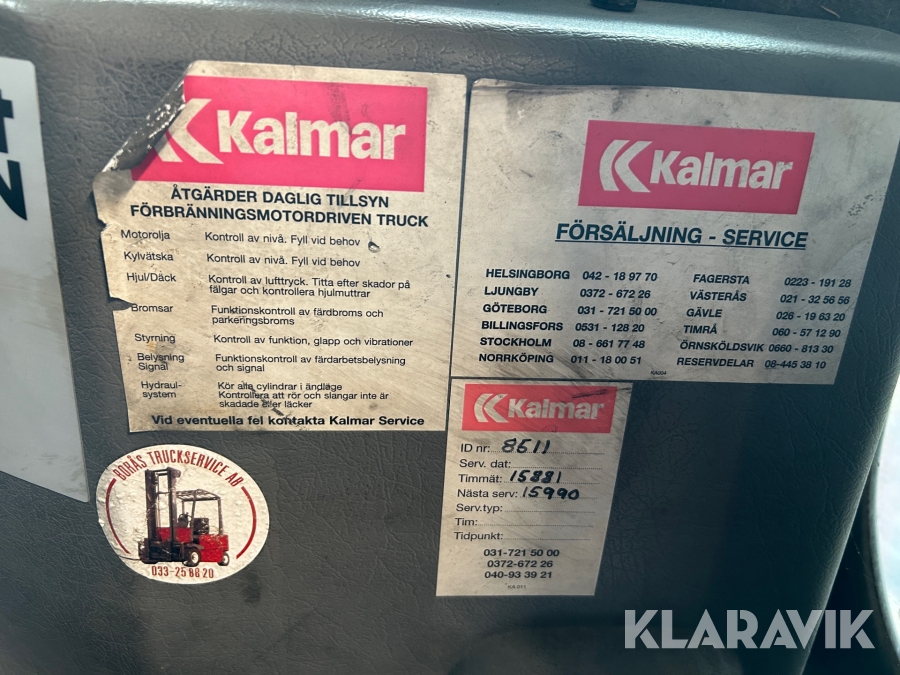 Kalmar
ÅTGÄRDER DAGLIG TILLSYN
FÖRBRÄNNINGSMOTORDRIVEN TRUCK
Motorolja Kontroll av nivå. Fyll vid behov
Kylvätska Kontroll av nivå. Fyll vid behov
Hjul/Däck Kontroll av lufttryck. Titta efter skador på
fälgar och kontrollera hjulmuttrar
Bromsar Funktionskontroll av färdbroms och
parkeringsbroms
Styrning Kontroll av funktion, glapp och vibrationer
Belysning Funktionskontroll av färdarbetsbelysning
Signal och signal
Hydraul- Kör alla cylindrar i ändläge
system Kontrollera att rör och slangar inte är
skadade eller läcker
Vid eventuella fel kontakta Kalmar Service
Kalmar
FÖRSÄLJNING - SERVICE
HELSINGBORG 042 - 18 97 70
LJUNGBY 0372 - 672 26
GÖTEBORG 031 - 721 50 00
BILLINGSFORS 0531 - 128 20
STOCKHOLM 08 - 661 77 48
NORRKÖPING 011 - 18 00 51
FAGERSTA 0223 - 191 28
VÄSTERÅS 021 - 32 56 56
GÄVLE 026 - 19 63 20
TIMRÅ 060 - 57 12 90
ÖRNSKÖLDSVIK 0660 - 813 30
RESERVDELAR 08-445 38 10
KA004
Kalmar
ID nr: 8611
Serv. dat:
Timmät: 15881
Nästa serv: 15990
Serv.typ:
Tim:
Tidpunkt:
031-721 50 00
0372-672 26
040-93 39 21
BORÅS TRUCKSERVICE AB
033-25 86 20
KLARAVIK